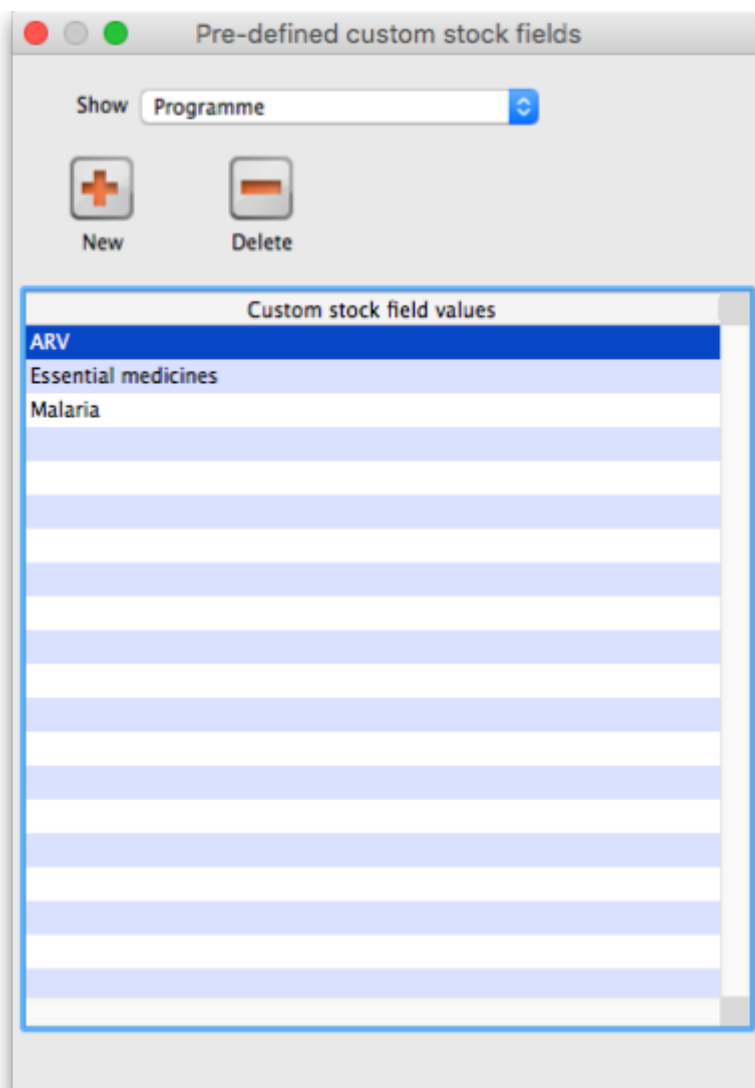 Pre-defined custom stock fields
Show Programme
New Delete
Custom stock field values
ARV
Essential medicines
Malaria